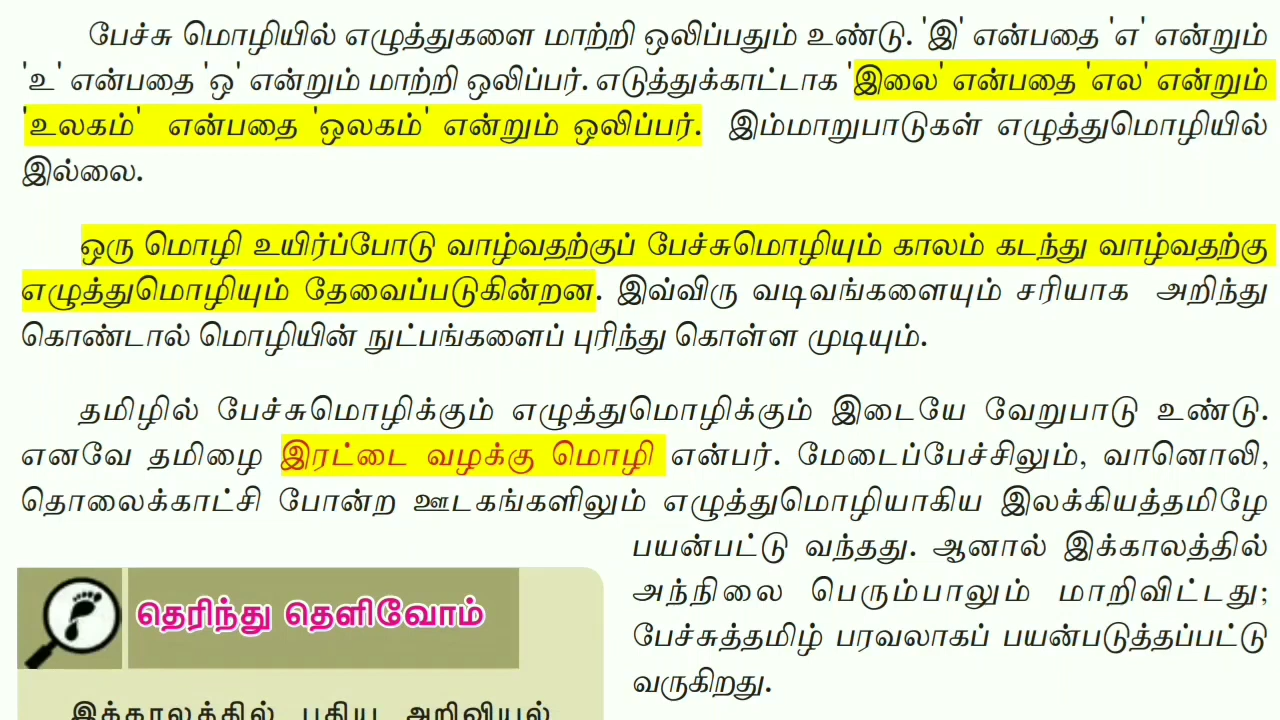 பேச்சு மொழியில் எழுத்துகளை மாற்றி ஒலிப்பதும் உண்டு. 'இ' என்பதை 'எ' என்றும்
'உ' என்பதை 'ஒ' என்றும் மாற்றி ஒலிப்பர். எடுத்துக்காட்டாக 'இலை' என்பதை 'எல' என்றும்
'உலகம்' என்பதை 'ஒலகம்' என்றும் ஒலிப்பர். இம்மாறுபாடுகள் எழுத்துமொழியில்
இல்லை.
ஒரு மொழி உயிர்ப்போடு வாழ்வதற்குப் பேச்சுமொழியும் காலம் கடந்து வாழ்வதற்கு
எழுத்துமொழியும் தேவைப்படுகின்றன. இவ்விரு வடிவங்களையும் சரியாக அறிந்து
கொண்டால் மொழியின் நுட்பங்களைப் புரிந்து கொள்ள முடியும்.
தமிழில் பேச்சுமொழிக்கும் எழுத்துமொழிக்கும் இடையே வேறுபாடு உண்டு.
எனவே தமிழை இரட்டை வழக்கு மொழி என்பர். மேடைப்பேச்சிலும், வானொலி,
தொலைக்காட்சி போன்ற ஊடகங்களிலும் எழுத்துமொழியாகிய இலக்கியத்தமிழே
பயன்பட்டு வந்தது. ஆனால் இக்காலத்தில்
அந்நிலை பெரும்பாலும் மாறிவிட்டது;
பேச்சுத்தமிழ் பரவலாகப் பயன்படுத்தப்பட்டு
வருகிறது.
தெரிந்து தெளிவோம்
இக்காலத்தில் புதிய அறிவியல்